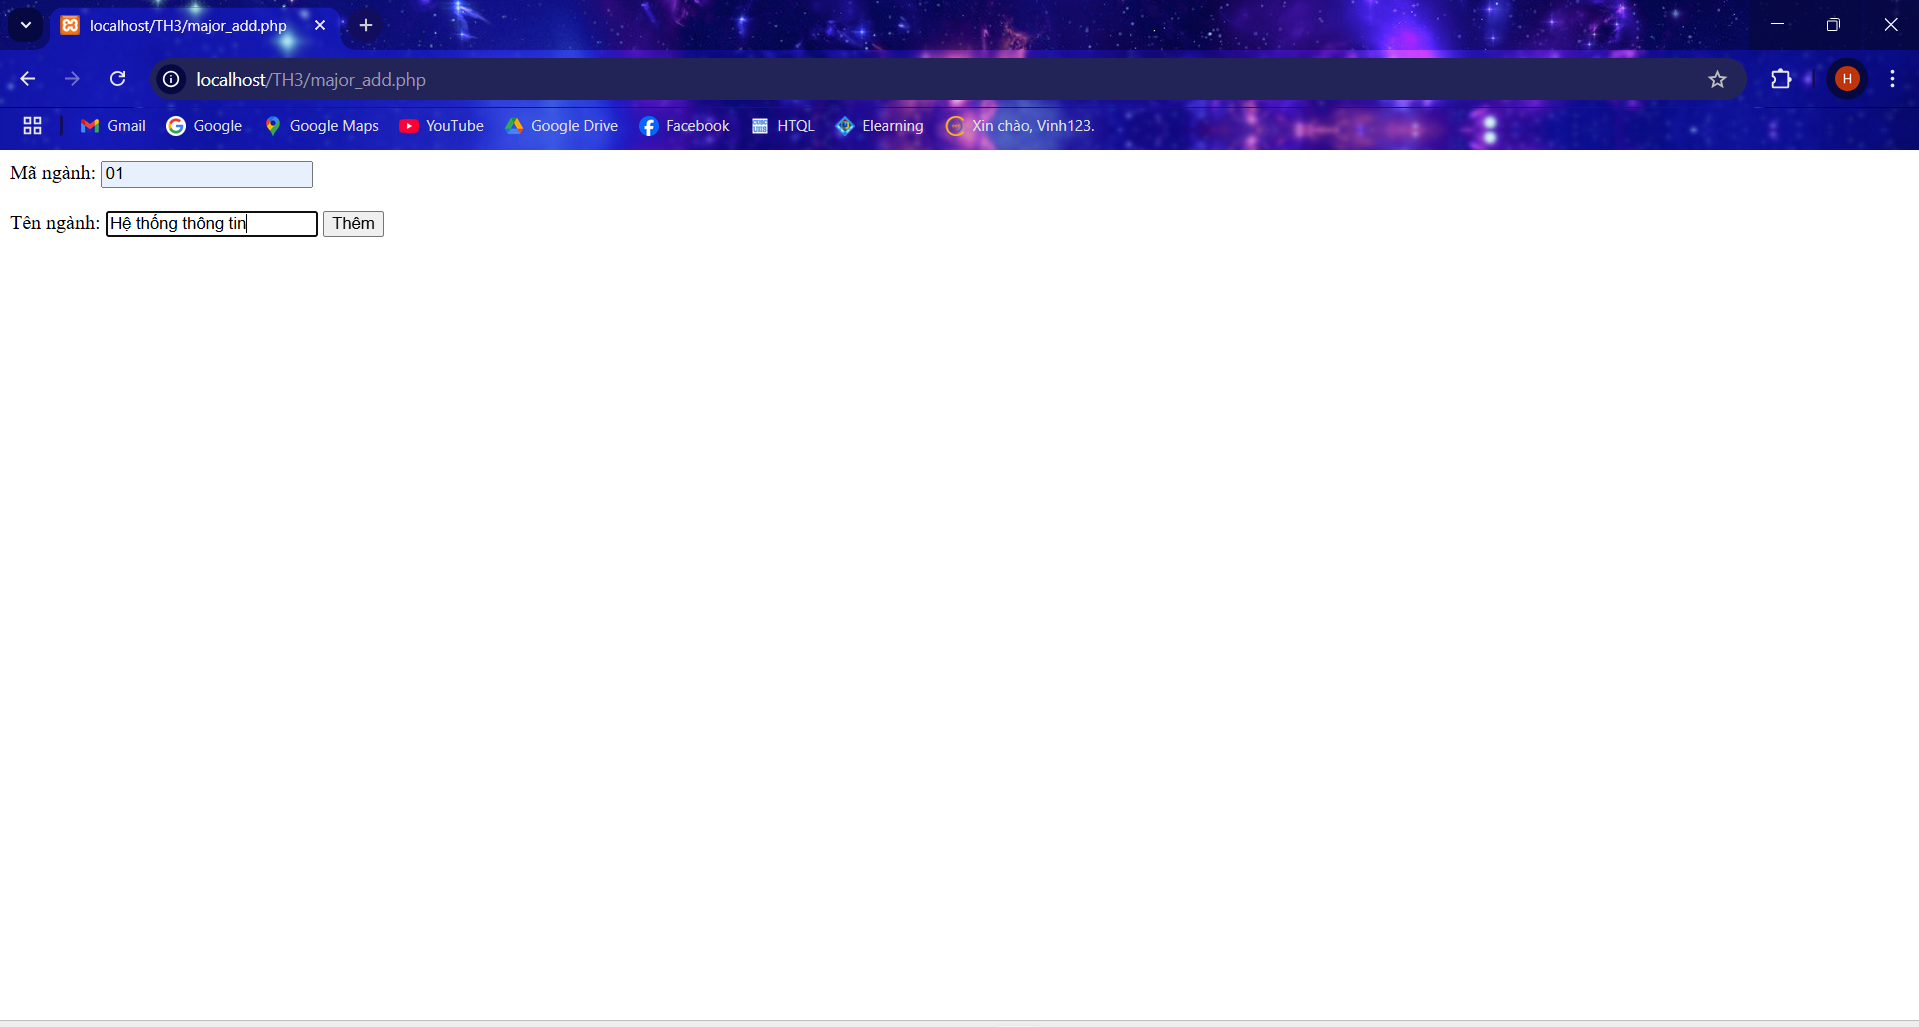 localhost/TH3/major_add.php
localhost/TH3/major_add.php
H
Gmail Google Google Maps YouTube Google Drive Facebook HTQL Elearning Xin chào, Vinh123.
Mã ngành: 01
Tên ngành: Hệ thống thông tin Thêm